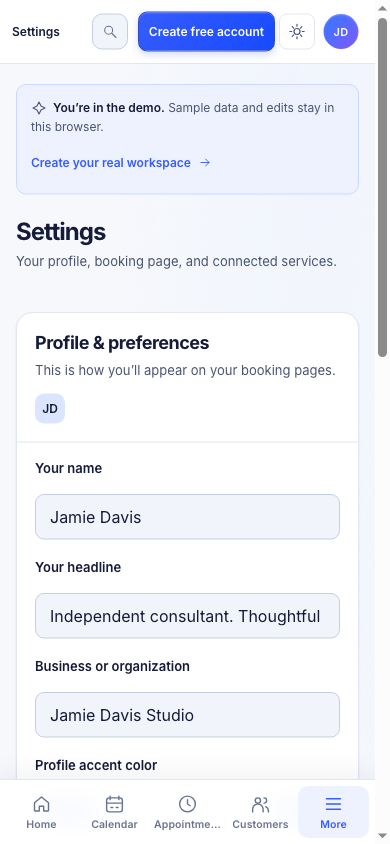 Settings
Create free account
JD
You’re in the demo. Sample data and edits stay in
this browser.
Create your real workspace →
Settings
Your profile, booking page, and connected services.
Profile & preferences
This is how you’ll appear on your booking pages.
JD
Your name
Jamie Davis
Your headline
Independent consultant. Thoughtful
Business or organization
Jamie Davis Studio
Profile accent color
Home
Calendar
Appointme...
Customers
More